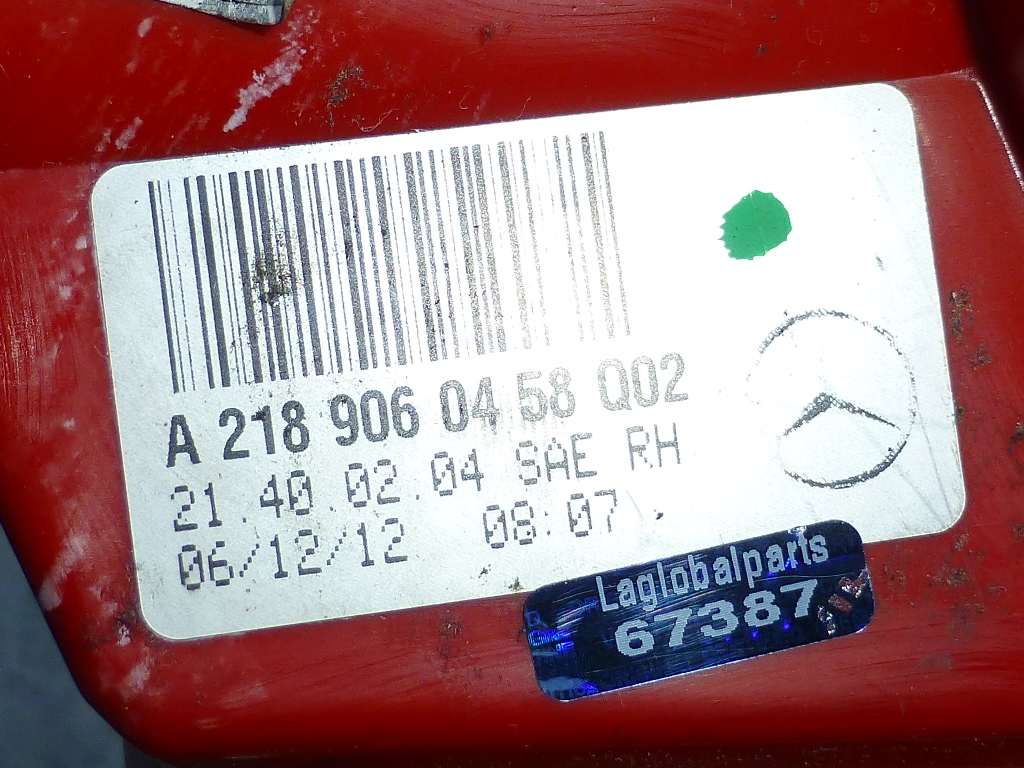 A 218 906 04 58 Q02
21.40.02.04 SAE RH
06/12/12 08:07
Laglobalparts
67387